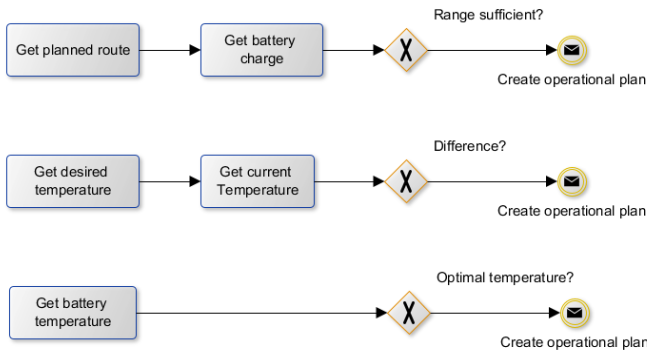 Range sufficient?
Get planned route
Get battery
charge
Create operational plan
Difference?
Get desired
temperature
Get current
Temperature
Create operational plan
Optimal temperature?
Get battery
temperature
Create operational plan